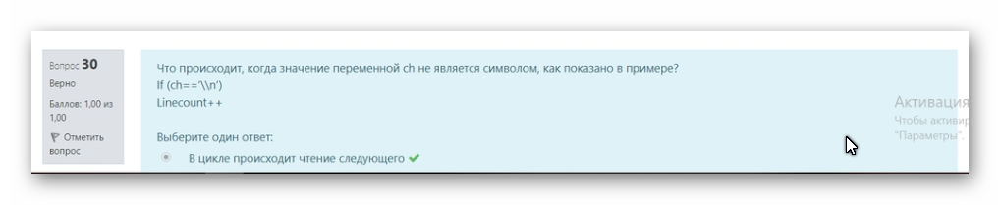 Вопрос 30
Верно
Баллов: 1,00 из
1,00
Отметить
вопрос
Что происходит, когда значение переменной ch не является символом, как показано в примере?
If (ch=='\\n')
Linecount++
Выберите один ответ:
В цикле происходит чтение следующего
Активация
Чтобы активир
"Параметры".